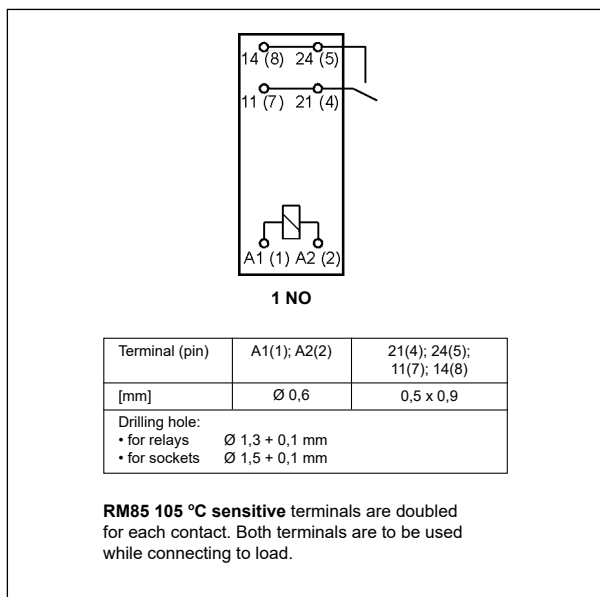 14 (8) 24 (5)
11 (7) 21 (4)
A1 (1) A2 (2)
1 NO
Terminal (pin) A1(1); A2(2) 21(4); 24(5);
11(7); 14(8)
[mm] Ø 0,6 0,5 x 0,9
Drilling hole:
• for relays Ø 1,3 + 0,1 mm
• for sockets Ø 1,5 + 0,1 mm
RM85 105 ºC sensitive terminals are doubled
for each contact. Both terminals are to be used
while connecting to load.